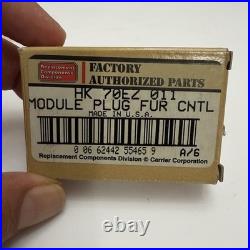 Replacement
Components
Division
FACTORY
AUTHORIZED PARTS
HK 70EZ 011
MODULE PLUG FUR CNTL
MADE IN U.S.A.
0 06 62442 55465 9
A/G
Replacement Components Division © Carrier Corporation